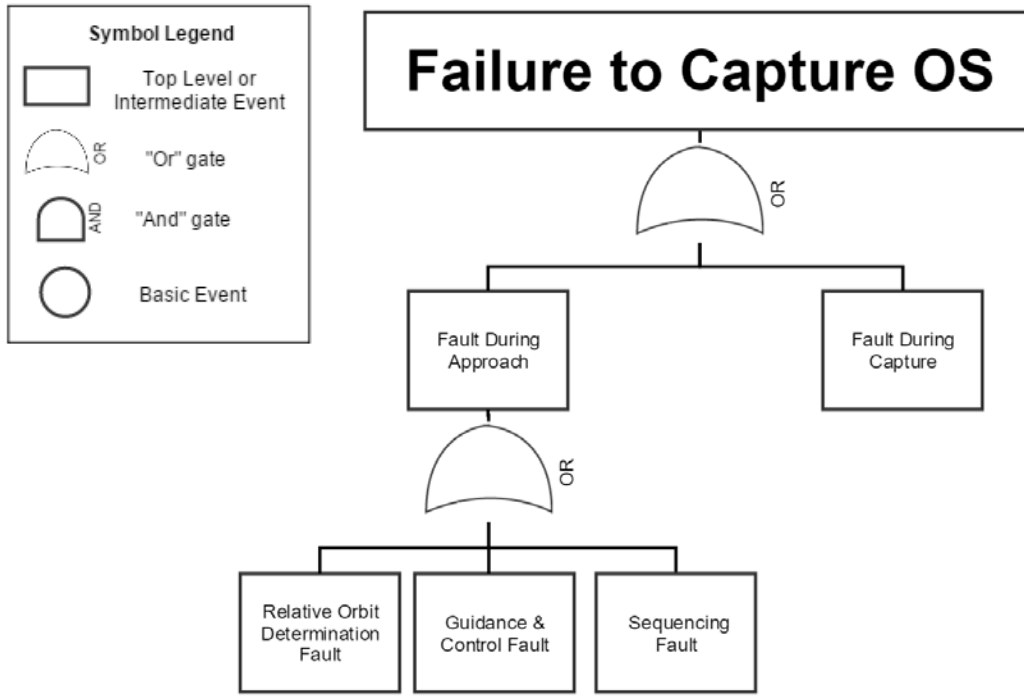 Symbol Legend
Top Level or
Intermediate Event
OR
"Or" gate
AND
"And" gate
Basic Event
Failure to Capture OS
OR
Fault During
Approach
Fault During
Capture
OR
Relative Orbit
Determination
Fault
Guidance &
Control Fault
Sequencing
Fault